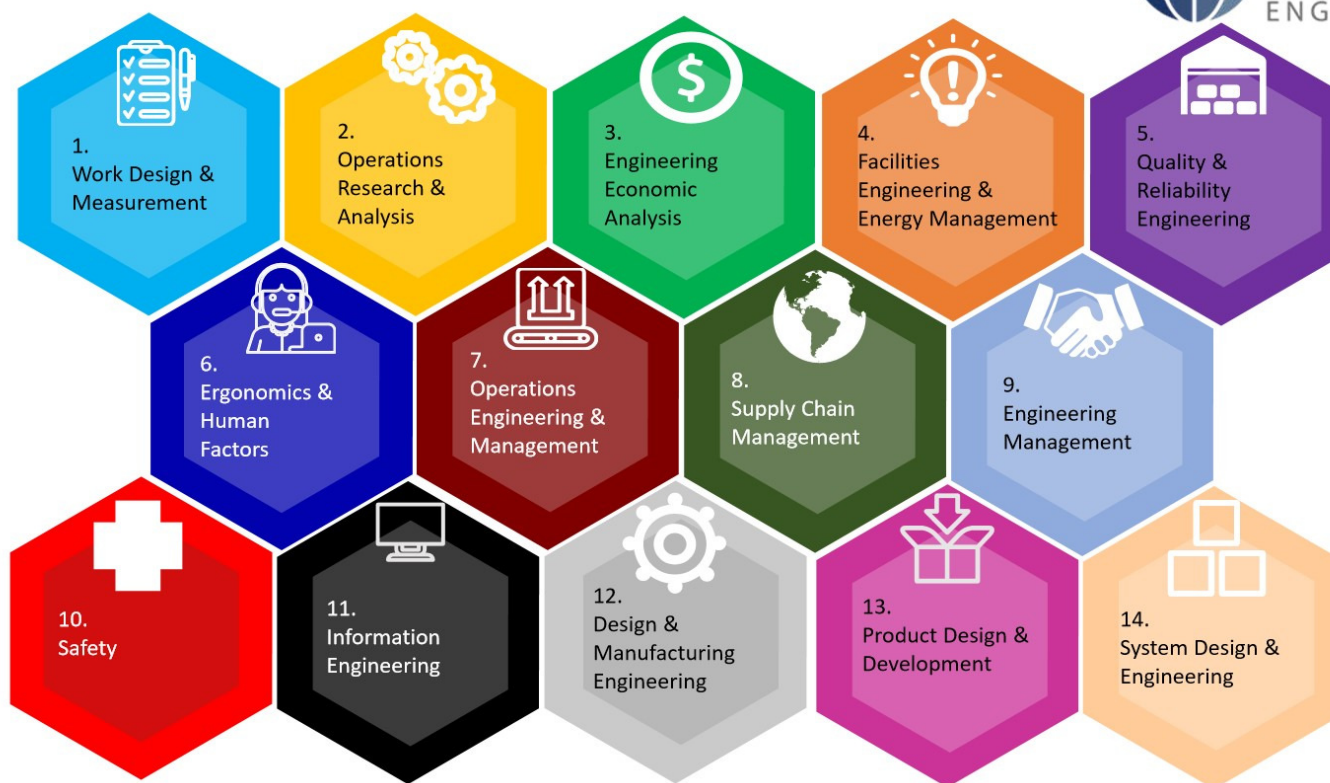 ENG
1.
Work Design &
Measurement
2.
Operations
Research &
Analysis
$
3.
Engineering
Economic
Analysis
4.
Facilities
Engineering &
Energy Management
5.
Quality &
Reliability
Engineering
6.
Ergonomics &
Human
Factors
7.
Operations
Engineering &
Management
8.
Supply Chain
Management
9.
Engineering
Management
10.
Safety
11.
Information
Engineering
12.
Design &
Manufacturing
Engineering
13.
Product Design &
Development
14.
System Design &
Engineering